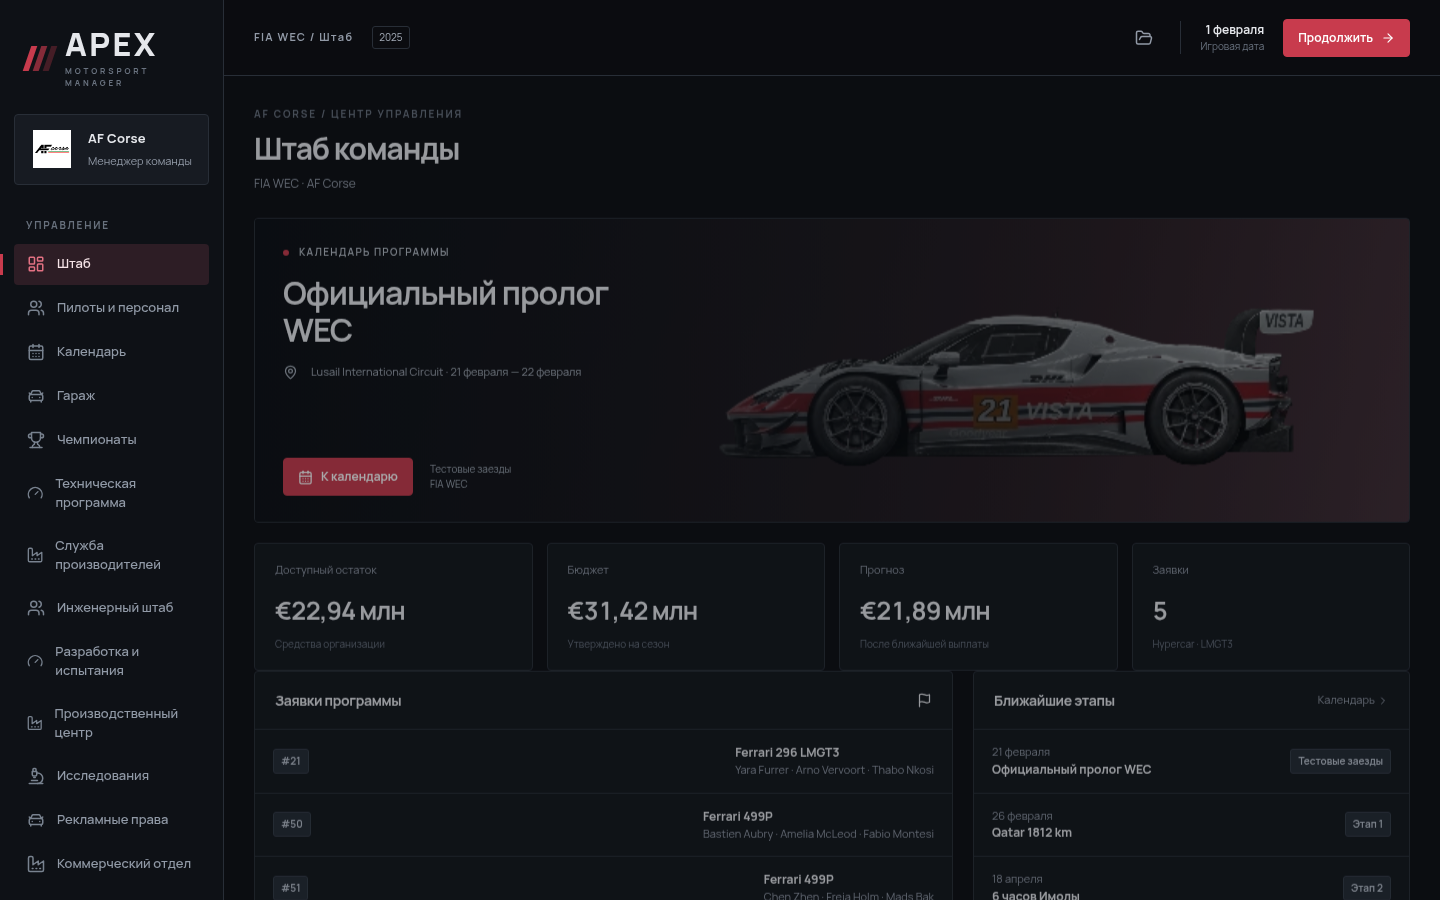 APEX
MOTORSPORT
MANAGER
AF Corse
Менеджер команды
УПРАВЛЕНИЕ
Штаб
Пилоты и персонал
Календарь
Гараж
Чемпионаты
Техническая
программа
Служба
производителей
Инженерный штаб
Разработка и
испытания
Производственный
центр
Исследования
Рекламные права
Коммерческий отдел
FIA WEC / Штаб
2025
1 февраля
Игровая дата
Продолжить
AF CORSE / ЦЕНТР УПРАВЛЕНИЯ
Штаб команды
FIA WEC · AF Corse
КАЛЕНДАРЬ ПРОГРАММЫ
Официальный пролог
WEC
Lusail International Circuit · 21 февраля — 22 февраля
К календарю
Тестовые заезды
FIA WEC
VISTA
21 VISTA
Доступный остаток
€22,94 млн
Средства организации
Бюджет
€31,42 млн
Утверждено на сезон
Прогноз
€21,89 млн
После ближайшей выплаты
Заявки
5
Hypercar · LMGT3
Заявки программы
#21
Ferrari 296 LMGT3
Yara Furrer · Arno Vervoort · Thabo Nkosi
#50
Ferrari 499P
Bastien Aubry · Amelia McLeod · Fabio Montesi
#51
Ferrari 499P
Chen Zhen · Freja Holm · Mads Bak
Ближайшие этапы
Календарь
21 февраля
Официальный пролог WEC
Тестовые заезды
26 февраля
Qatar 1812 km
Этап 1
18 апреля
6 часов Имолы
Этап 2